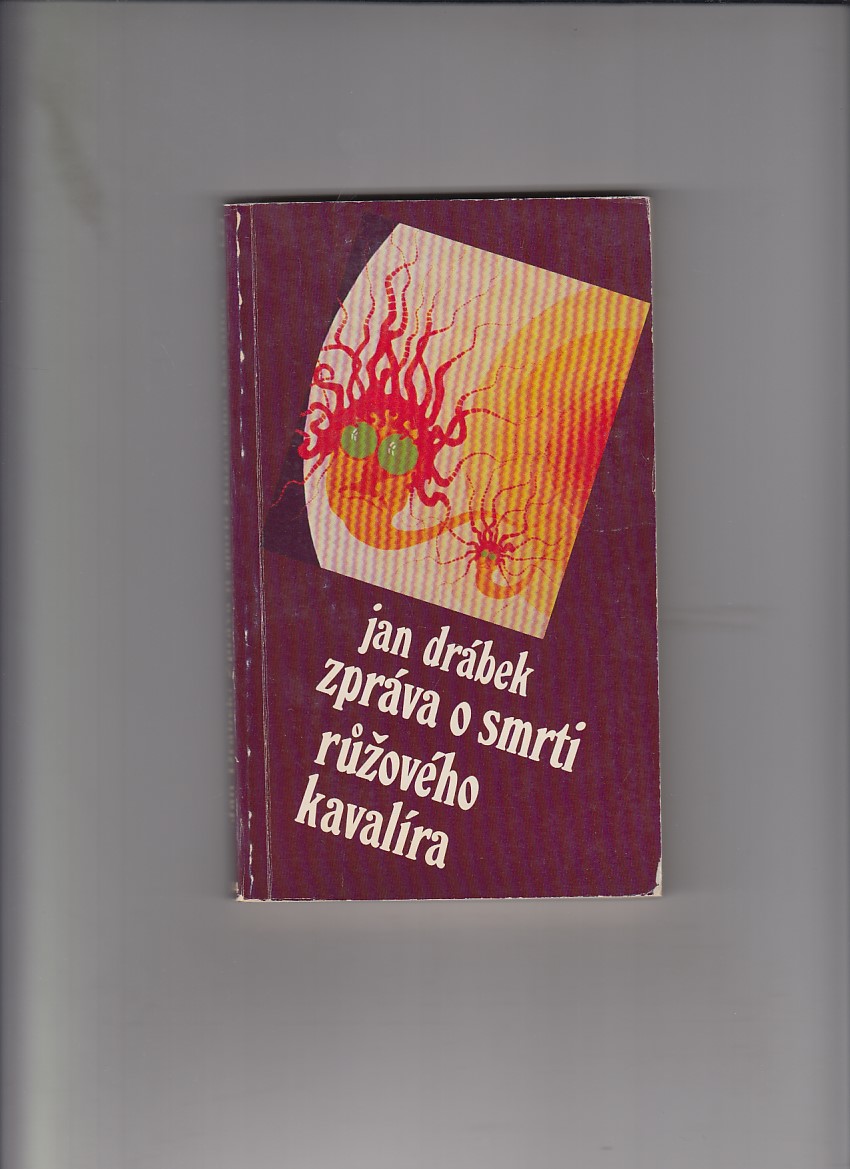 jan drábek
zpráva o smrti
růžového
kavalíra